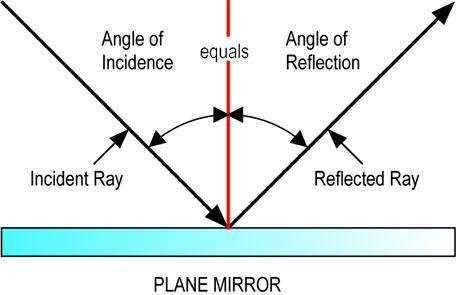 Angle of
Incidence
equals
Angle of
Reflection
Incident Ray
Reflected Ray
PLANE MIRROR